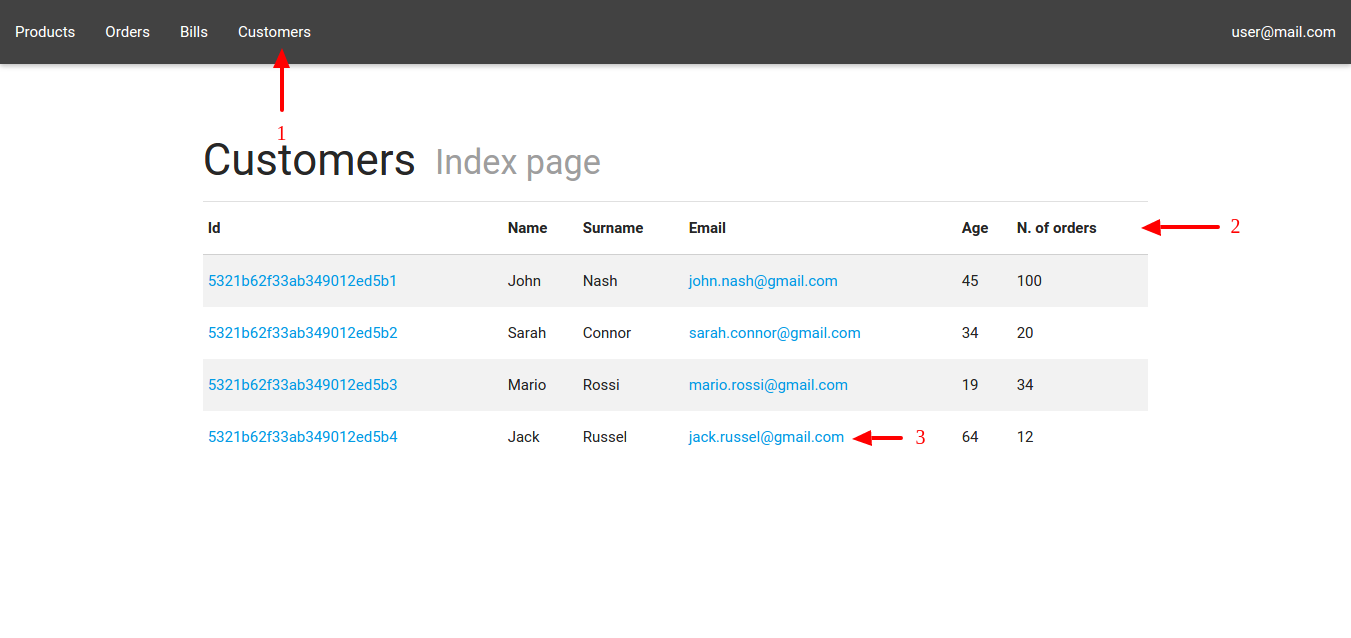 Products Orders Bills Customers user@mail.com
1
Customers Index page
Id Name Surname Email Age N. of orders 2
5321b62f33ab349012ed5b1 John Nash john.nash@gmail.com 45 100
5321b62f33ab349012ed5b2 Sarah Connor sarah.connor@gmail.com 34 20
5321b62f33ab349012ed5b3 Mario Rossi mario.rossi@gmail.com 19 34
5321b62f33ab349012ed5b4 Jack Russel jack.russel@gmail.com 3 64 12